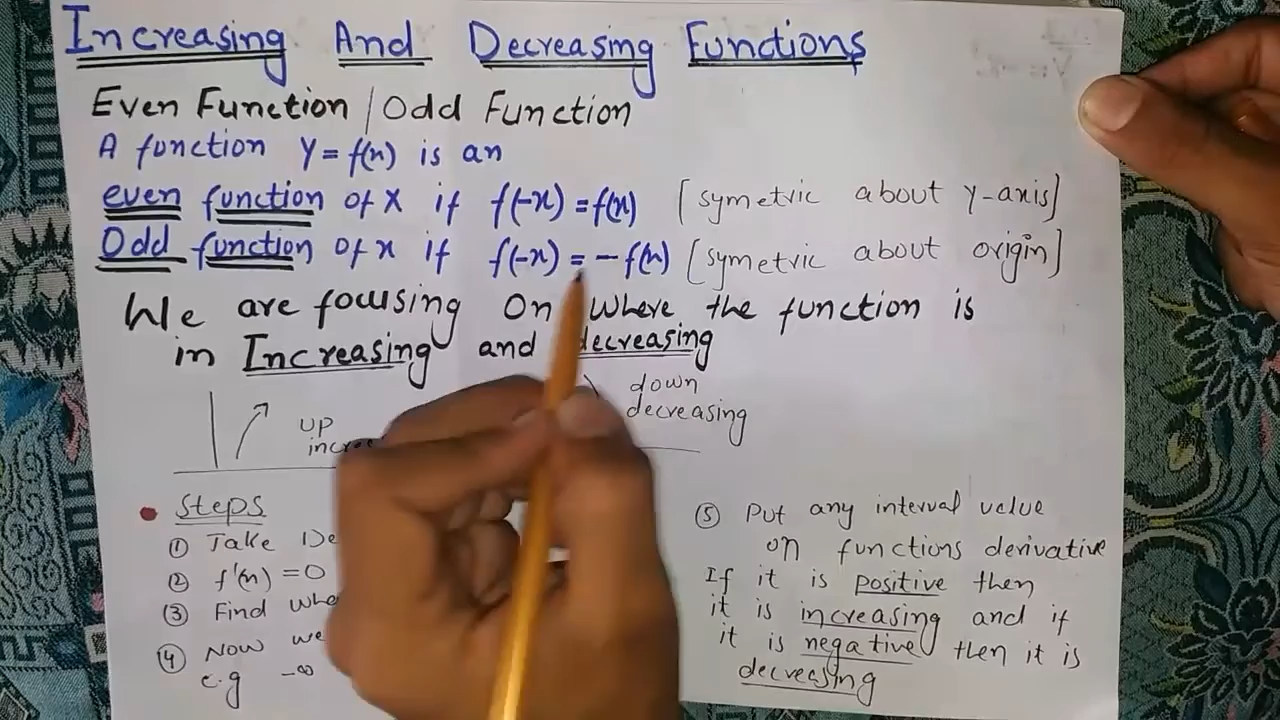 Increasing And Decreasing Functions
Even Function / Odd Function
A function Y = f(x) is an
even function of X if f(-x) = f(x) [symetric about Y-axis]
Odd function of x if f(-x) = -f(x) [symetric about origin]
We are focusing On Where the function is
in Increasing and decreasing
UP
down
decreasing
Steps
① Take
② f'(x) = 0
③ Find
④ Now we
e.g -∞
⑤ Put any interval value
on functions derivative
If it is positive then
it is increasing and if
it is negative then it is
decreasing